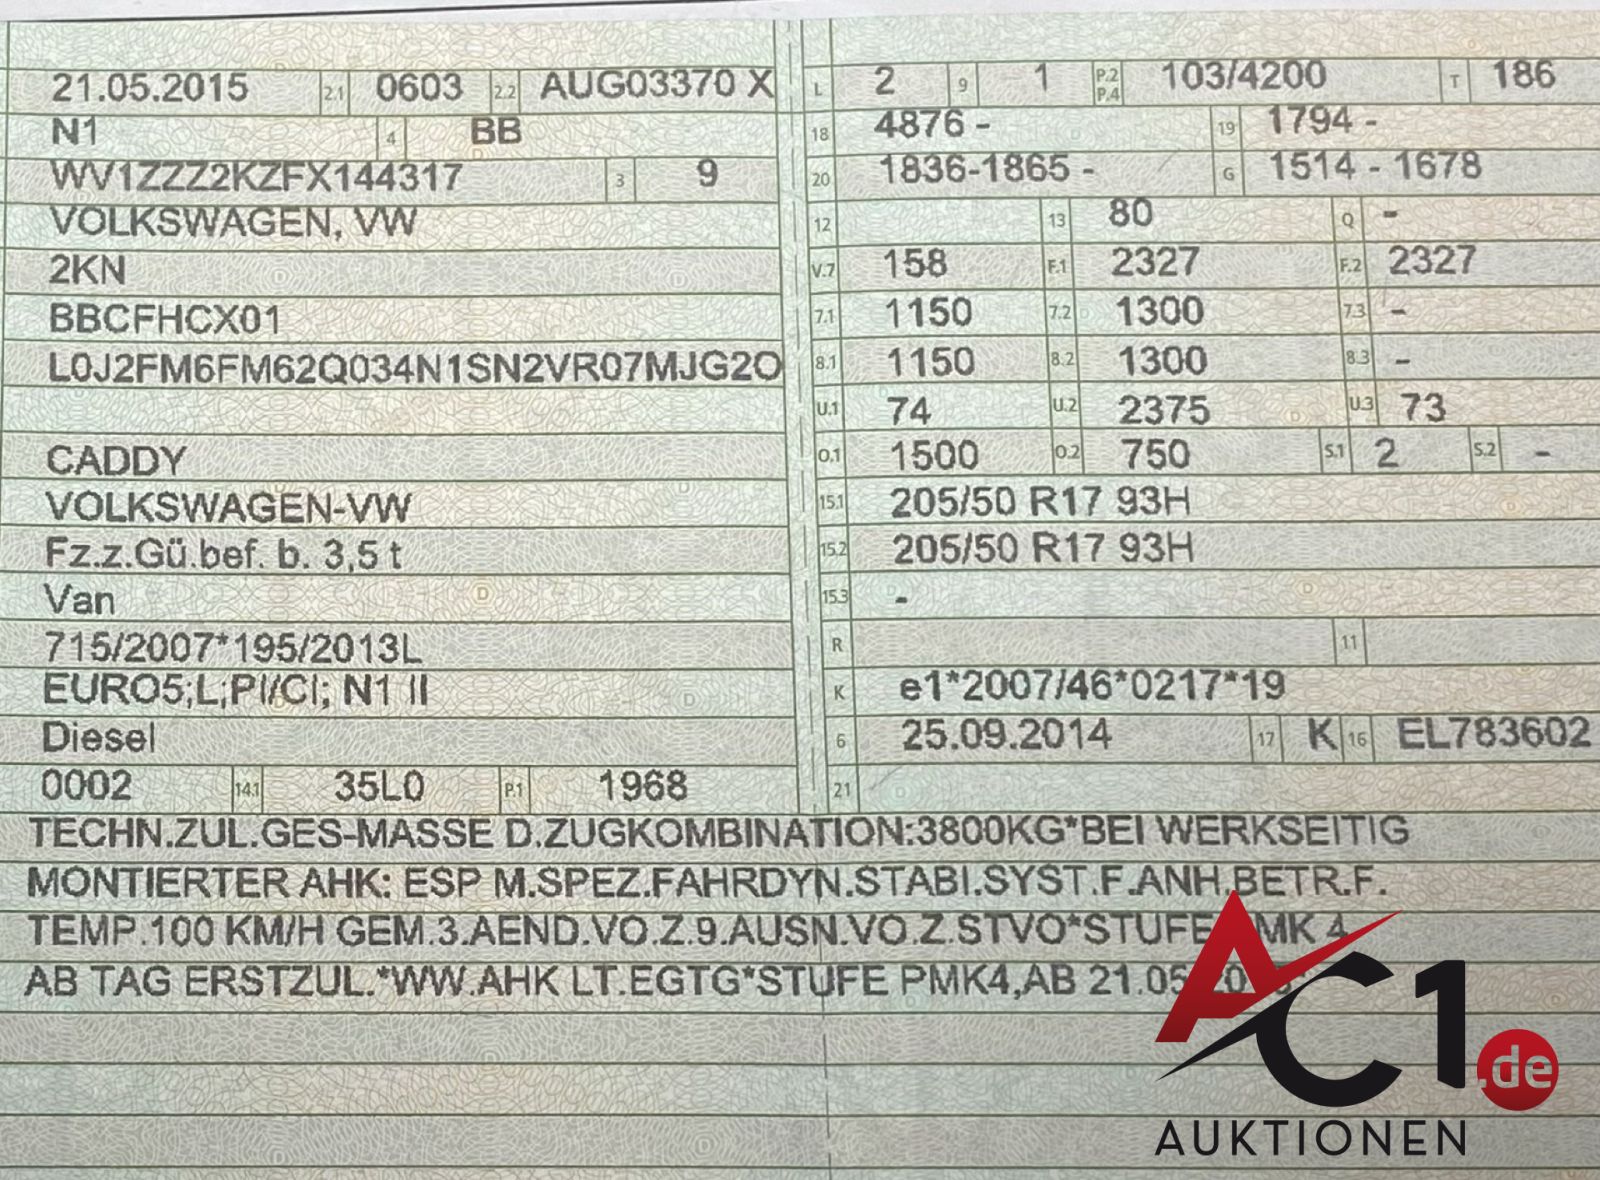 21.05.2015 2.1 0603 2.2 AUG03370 X L 2 9 1 P.2 P.4 103/4200 T 186
N1 4 BB 18 4876 - 19 1794 -
WV1ZZZ2KZFX144317 3 9 20 1836-1865 - G 1514 - 1678
VOLKSWAGEN, VW 12 13 80 Q -
2KN V.7 158 F.1 2327 F.2 2327
BBCFHCX01 7.1 1150 7.2 1300 7.3 -
L0J2FM6FM62Q034N1SN2VR07MJG2O 8.1 1150 8.2 1300 8.3 -
U.1 74 U.2 2375 U.3 73
CADDY O.1 1500 O.2 750 S.1 2 S.2 -
VOLKSWAGEN-VW 15.1 205/50 R17 93H
Fz.z.Gü.bef. b. 3,5 t 15.2 205/50 R17 93H
Van 15.3 -
715/2007*195/2013L R 11
EURO5;L;PI/CI; N1 II K e1*2007/46*0217*19
Diesel 6 25.09.2014 17 K 16 EL783602
0002 14.1 35L0 P.1 1968 21
TECHN.ZUL.GES-MASSE D.ZUGKOMBINATION:3800KG*BEI WERKSEITIG
MONTIERTER AHK: ESP M.SPEZ.FAHRDYN.STABI.SYST.F.ANH.BETR.F.
TEMP.100 KM/H GEM.3.AEND.VO.Z.9.AUSN.VO.Z.STVO*STUFE PMK 4
AB TAG ERSTZUL.*WW.AHK LT.EGTG*STUFE PMK4,AB 21.05
AC1.de
AUKTIONEN